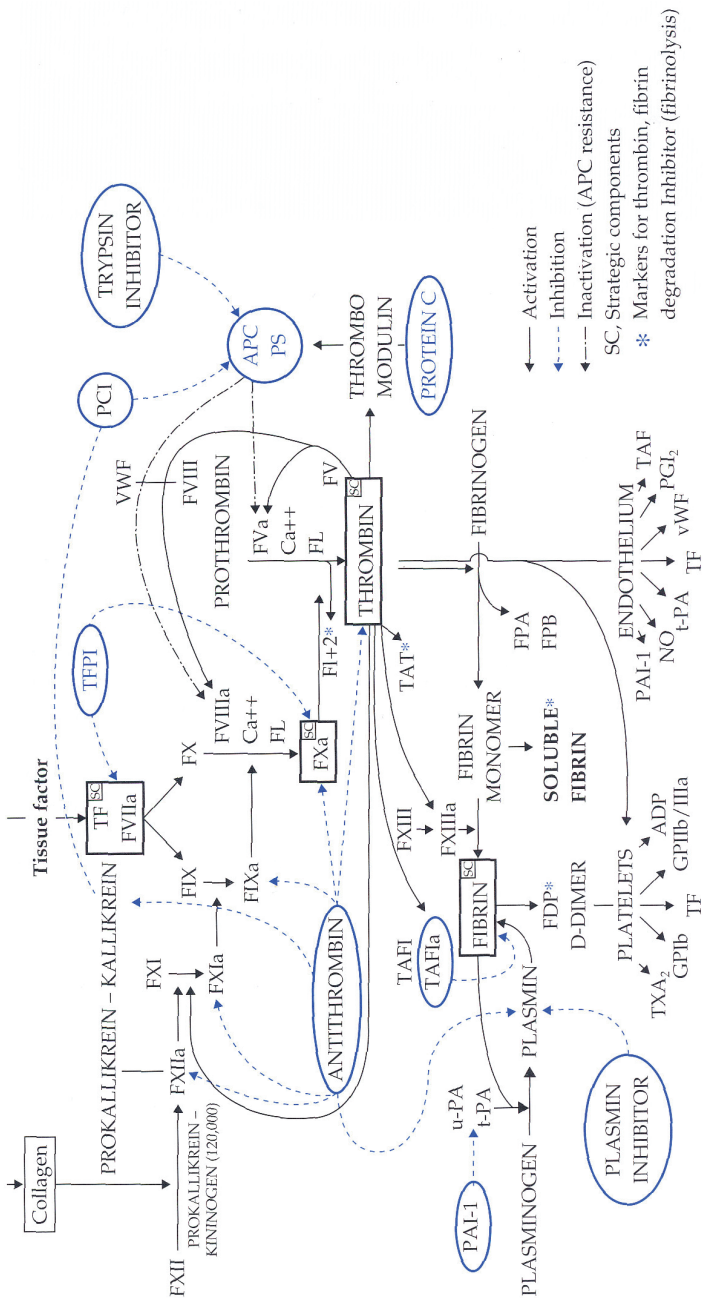 Tissue factor
Collagen
FXII
PROKALLIKREIN –
KININOGEN (120,000)
PROKALLIKREIN – KALLIKREIN
FXIIa
FXI
FXIa
TF
SC
FVIIa
FIX
FIXa
FX
TFPI
VWF
FVIII
FVIIIa
Ca++
FL
SC
FXa
PCI
TRYPSIN
INHIBITOR
APC
PS
PROTHROMBIN
FVa
Ca++
FL
FV
FI+2*
SC
THROMBIN
THROMBO
MODULIN
PROTEIN C
ANTITHROMBIN
TAT*
TAFI
TAFIa
FXIII
FXIIIa
FIBRINOGEN
FPA
FPB
FIBRIN
MONOMER
SOLUBLE*
FIBRIN
SC
FIBRIN
FDP*
D-DIMER
u-PA
t-PA
PAI-1
PLASMINOGEN
PLASMIN
PLASMIN
INHIBITOR
PLATELETS
TXA2
GPIb
TF
GPIIb/IIIa
ADP
ENDOTHELIUM
PAI-1
NO
t-PA
TF
vWF
PGI2
TAF
Activation
Inhibition
Inactivation (APC resistance)
SC, Strategic components
* Markers for thrombin, fibrin
degradation Inhibitor (fibrinolysis)